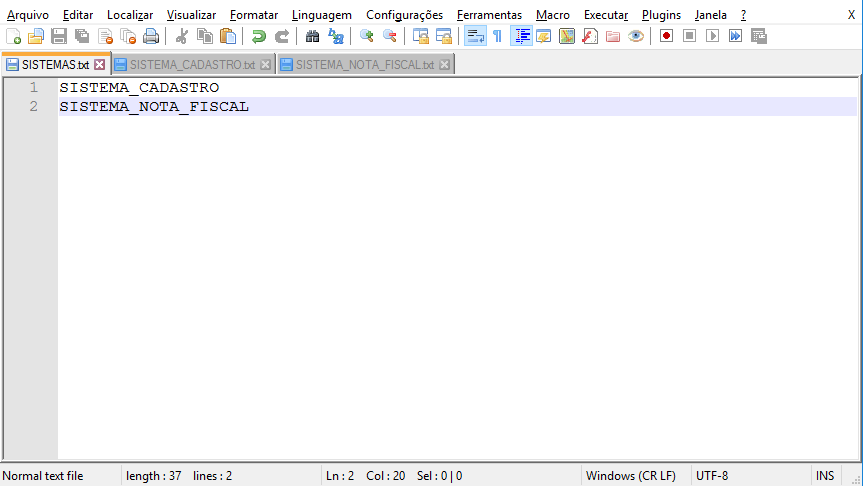 Arquivo Editar Localizar Visualizar Formatar Linguagem Configurações Ferramentas Macro Executar Plugins Janela ? X
SISTEMAS.txt SISTEMA_CADASTRO.txt SISTEMA_NOTA_FISCAL.txt
1 SISTEMA_CADASTRO
2 SISTEMA_NOTA_FISCAL
Normal text file length : 37 lines : 2 Ln : 2 Col : 20 Sel : 0 | 0 Windows (CR LF) UTF-8 INS